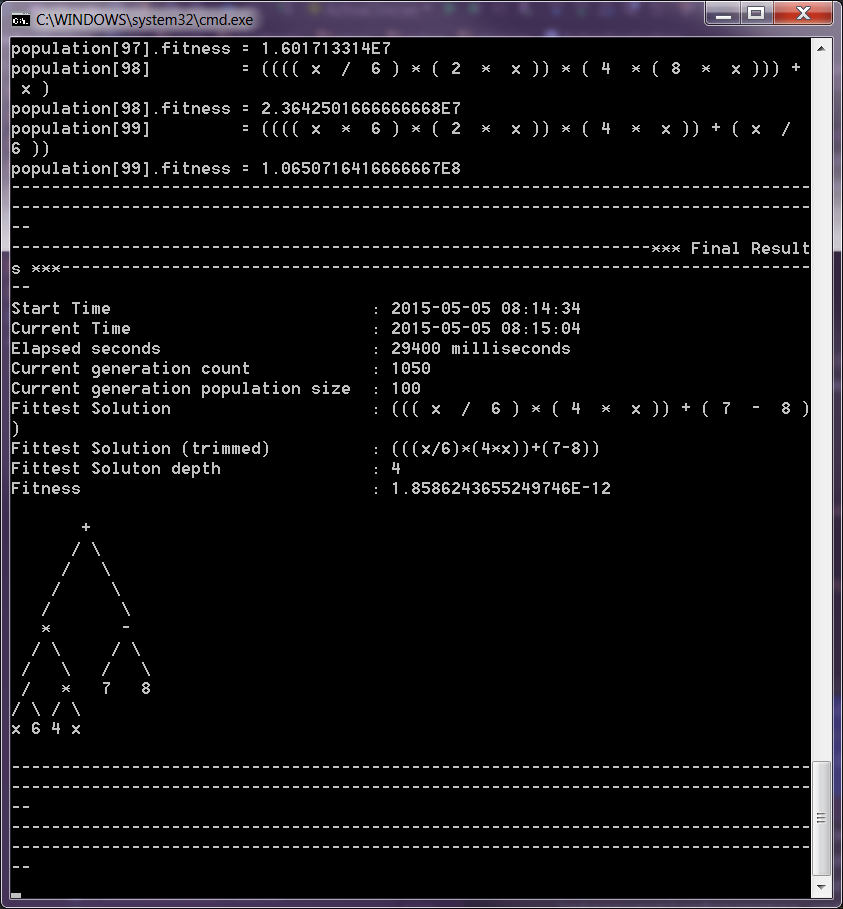 C:\WINDOWS\system32\cmd.exe
population[97].fitness = 1.601713314E7
population[98]         = (((( x  /  6 ) * ( 2  *  x )) * ( 4  * ( 8  *  x ))) +
 x )
population[98].fitness = 2.3642501666666668E7
population[99]         = (((( x  *  6 ) * ( 2  *  x )) * ( 4  *  x )) + ( x  /
6 ))
population[99].fitness = 1.0650716416666667E8
--------------------------------------------------------------------------------
--------------------------------------------------------------------------------
--
----------------------------------------------------------------*** Final Result
s ***---------------------------------------------------------------------------
--
Start Time                          : 2015-05-05 08:14:34
Current Time                        : 2015-05-05 08:15:04
Elapsed seconds                     : 29400 milliseconds
Current generation count            : 1050
Current generation population size  : 100
Fittest Solution                    : ((( x  /  6 ) * ( 4  *  x )) + ( 7  -  8 )
)
Fittest Solution (trimmed)          : (((x/6)*(4*x))+(7-8))
Fittest Soluton depth               : 4
Fitness                             : 1.8586243655249746E-12
       +
      / \
     /   \
    /     \
   /       \
   *       -
  / \     / \
 /   \   /   \
 /   *   7   8
/ \ / \
x 6 4 x
--------------------------------------------------------------------------------
--------------------------------------------------------------------------------
--
--------------------------------------------------------------------------------
--------------------------------------------------------------------------------
--